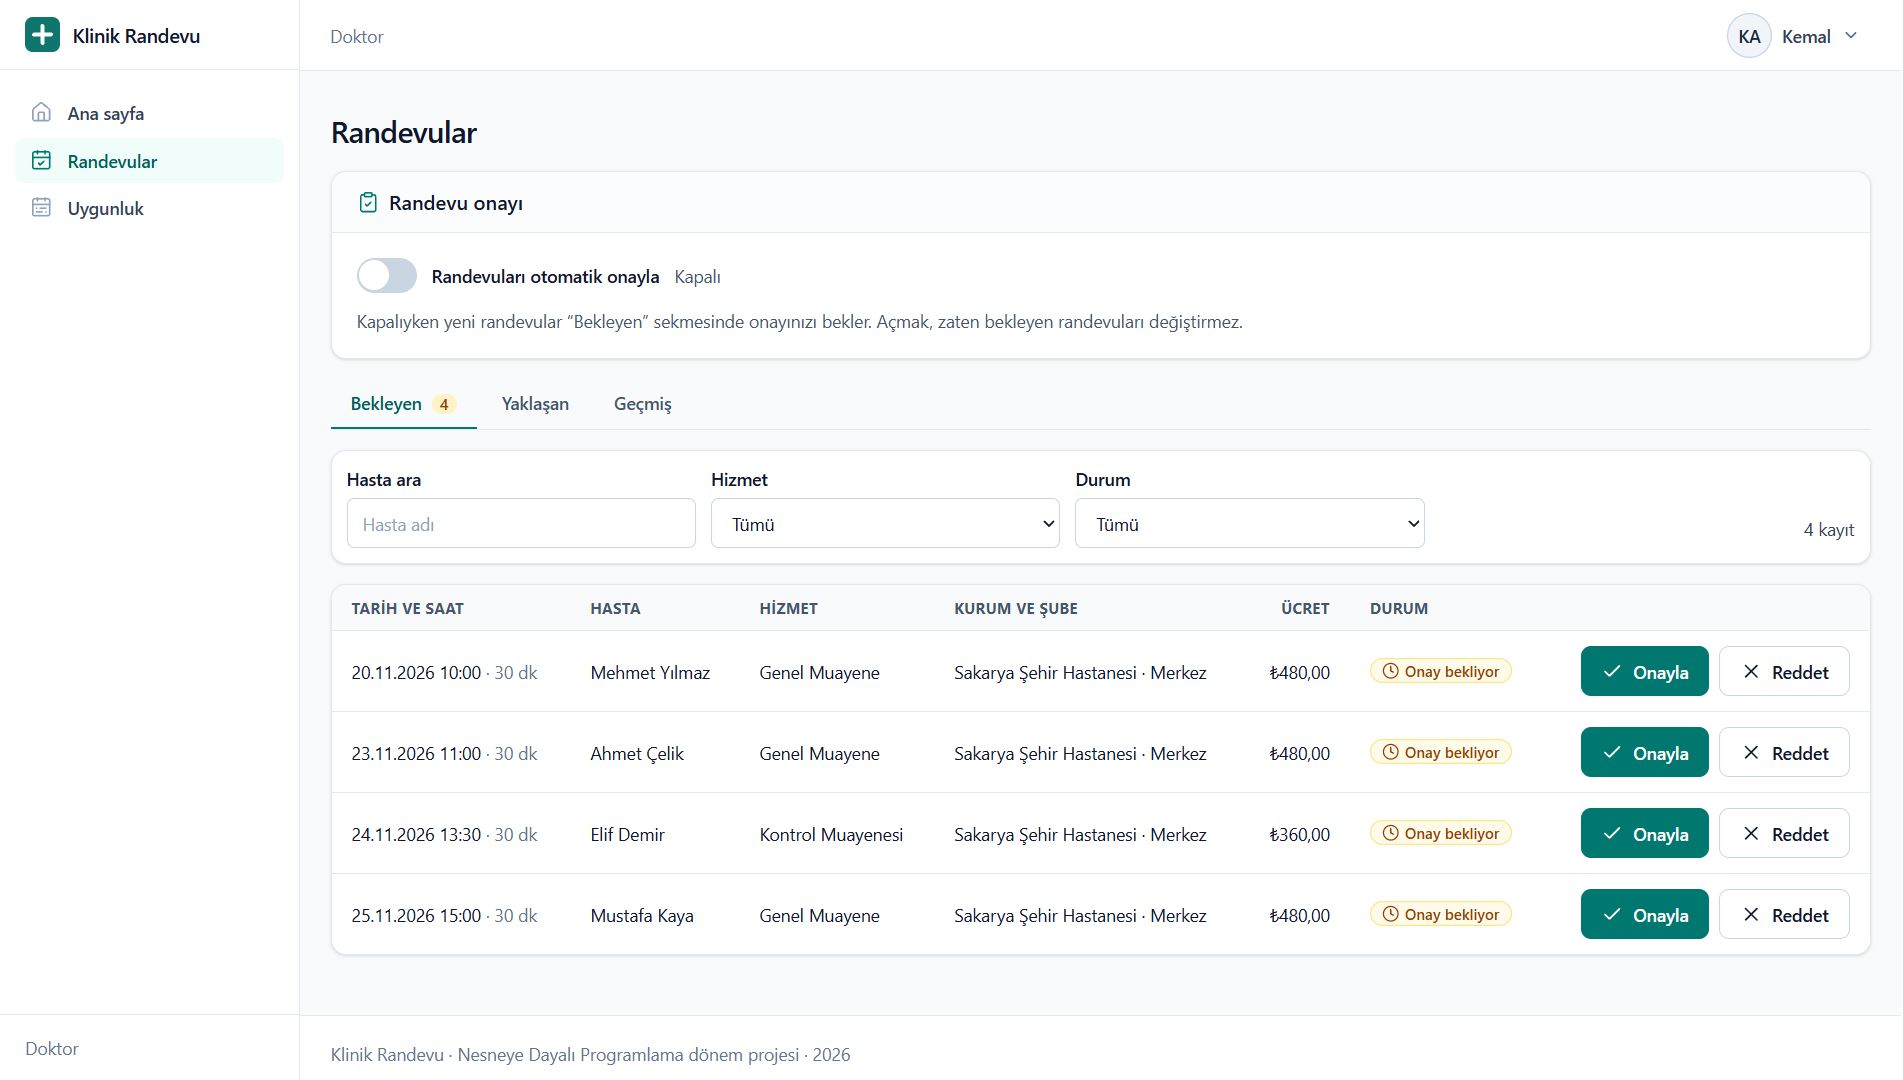 Klinik Randevu
Doktor
KA Kemal
Ana sayfa
Randevular
Uygunluk
Randevular
Randevu onayı
Randevuları otomatik onayla Kapalı
Kapalıyken yeni randevular “Bekleyen” sekmesinde onayınızı bekler. Açmak, zaten bekleyen randevuları değiştirmez.
Bekleyen 4 Yaklaşan Geçmiş
Hasta ara Hizmet Durum
Hasta adı Tümü Tümü 4 kayıt
TARİH VE SAAT HASTA HİZMET KURUM VE ŞUBE ÜCRET DURUM
20.11.2026 10:00 · 30 dk Mehmet Yılmaz Genel Muayene Sakarya Şehir Hastanesi · Merkez ₺480,00 Onay bekliyor Onayla Reddet
23.11.2026 11:00 · 30 dk Ahmet Çelik Genel Muayene Sakarya Şehir Hastanesi · Merkez ₺480,00 Onay bekliyor Onayla Reddet
24.11.2026 13:30 · 30 dk Elif Demir Kontrol Muayenesi Sakarya Şehir Hastanesi · Merkez ₺360,00 Onay bekliyor Onayla Reddet
25.11.2026 15:00 · 30 dk Mustafa Kaya Genel Muayene Sakarya Şehir Hastanesi · Merkez ₺480,00 Onay bekliyor Onayla Reddet
Doktor
Klinik Randevu · Nesneye Dayalı Programlama dönem projesi · 2026